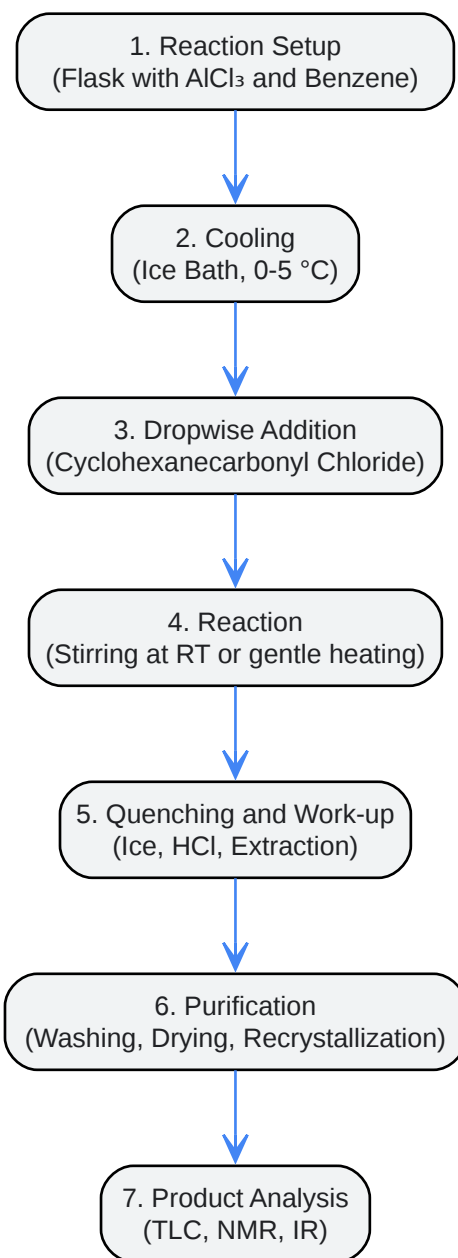 1. Reaction Setup
(Flask with AlCl₃ and Benzene)
2. Cooling
(Ice Bath, 0-5 °C)
3. Dropwise Addition
(Cyclohexanecarbonyl Chloride)
4. Reaction
(Stirring at RT or gentle heating)
5. Quenching and Work-up
(Ice, HCl, Extraction)
6. Purification
(Washing, Drying, Recrystallization)
7. Product Analysis
(TLC, NMR, IR)